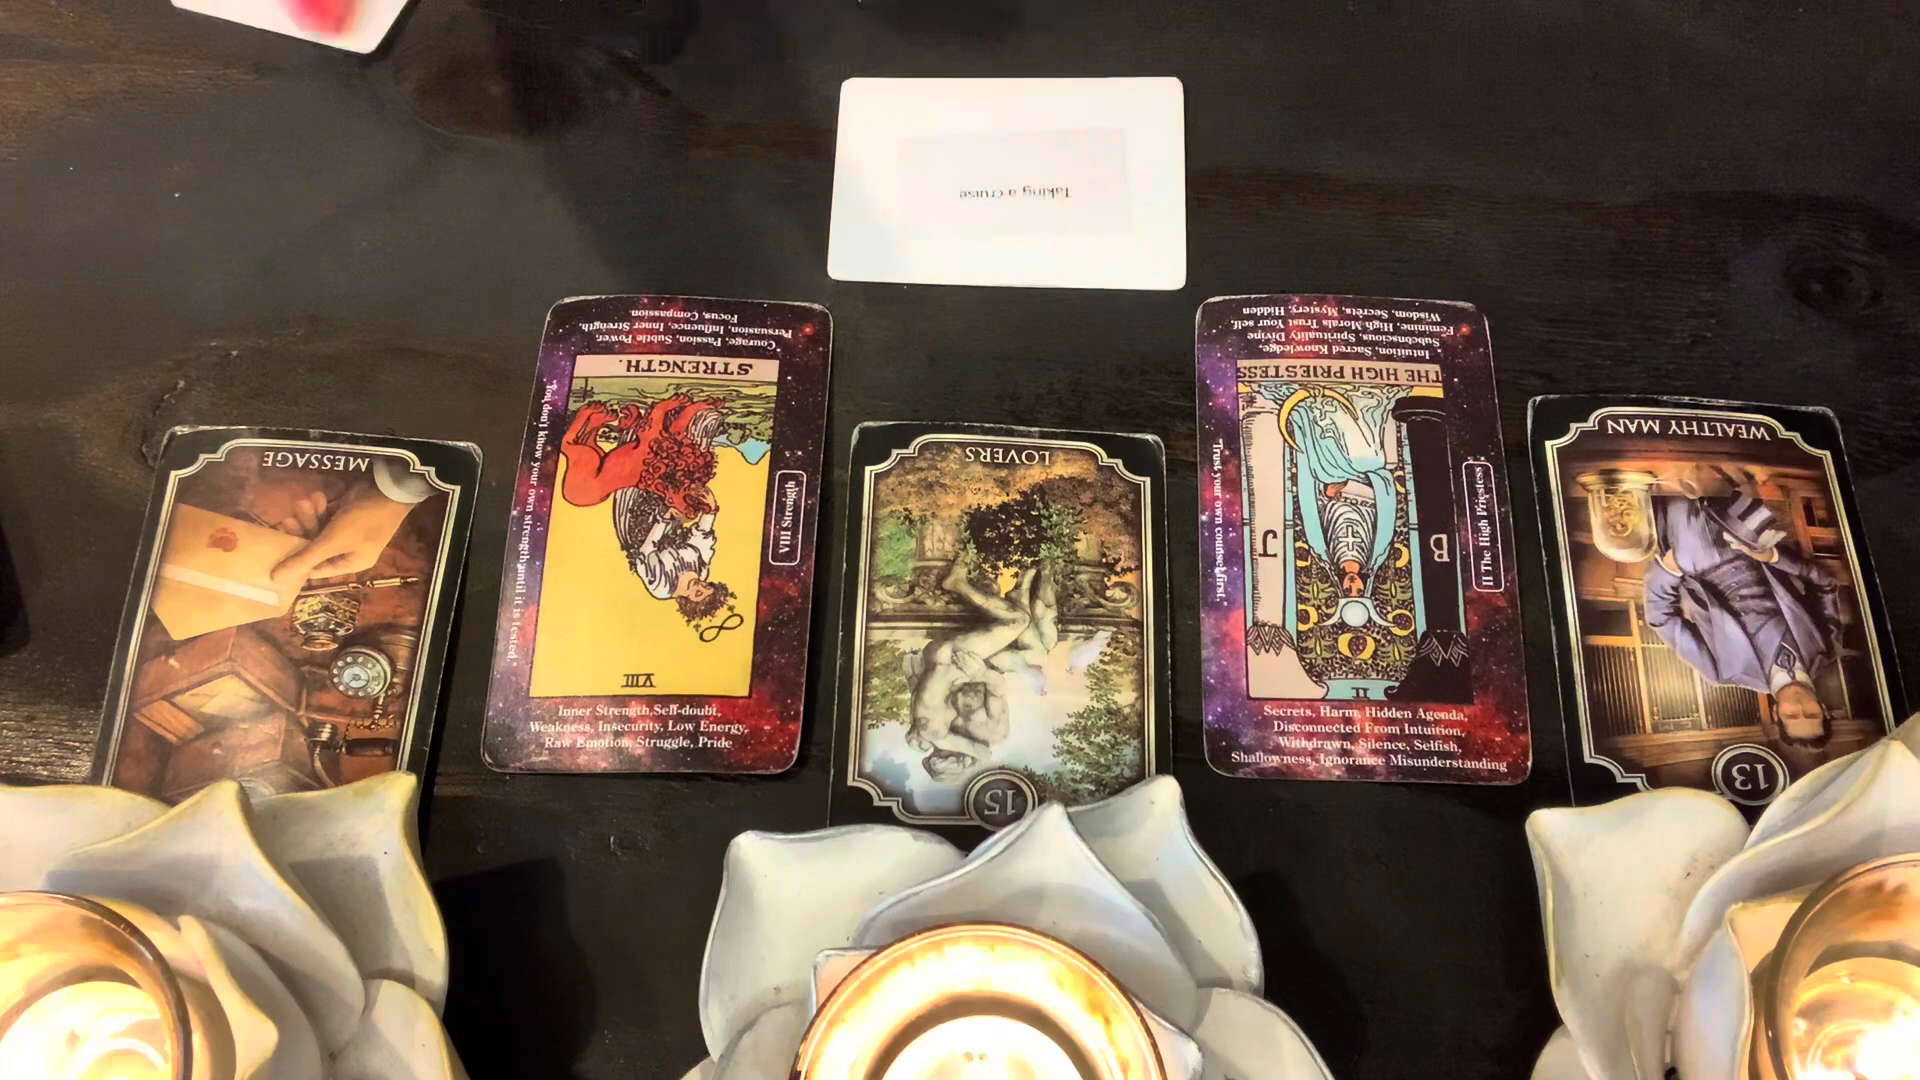 Taking a cruise
MESSAGE
Courage, Passion, Subtle Power,
Persuasion, Influence, Inner Strength,
Focus, Compassion.
STRENGTH.
"You don't know your own strength until it is tested."
VIII Strength
VIII
Inner Strength,Self-doubt,
Weakness, Insecurity, Low Energy,
Raw Emotion, Struggle, Pride
LOVERS
15
Intuition, Sacred Knowledge,
Subconscious, Spirituality Divine
Feminine, High Morals Trust Your self,
Wisdom, Secrets, Mystery, Hidden
THE HIGH PRIESTESS
"Trust your own counsel first."
II The High Priestess
B
J
II
Secrets, Harm, Hidden Agenda,
Disconnected From Intuition,
Withdrawn, Silence, Selfish,
Shallowness, Ignorance Misunderstanding
WEALTHY MAN
13